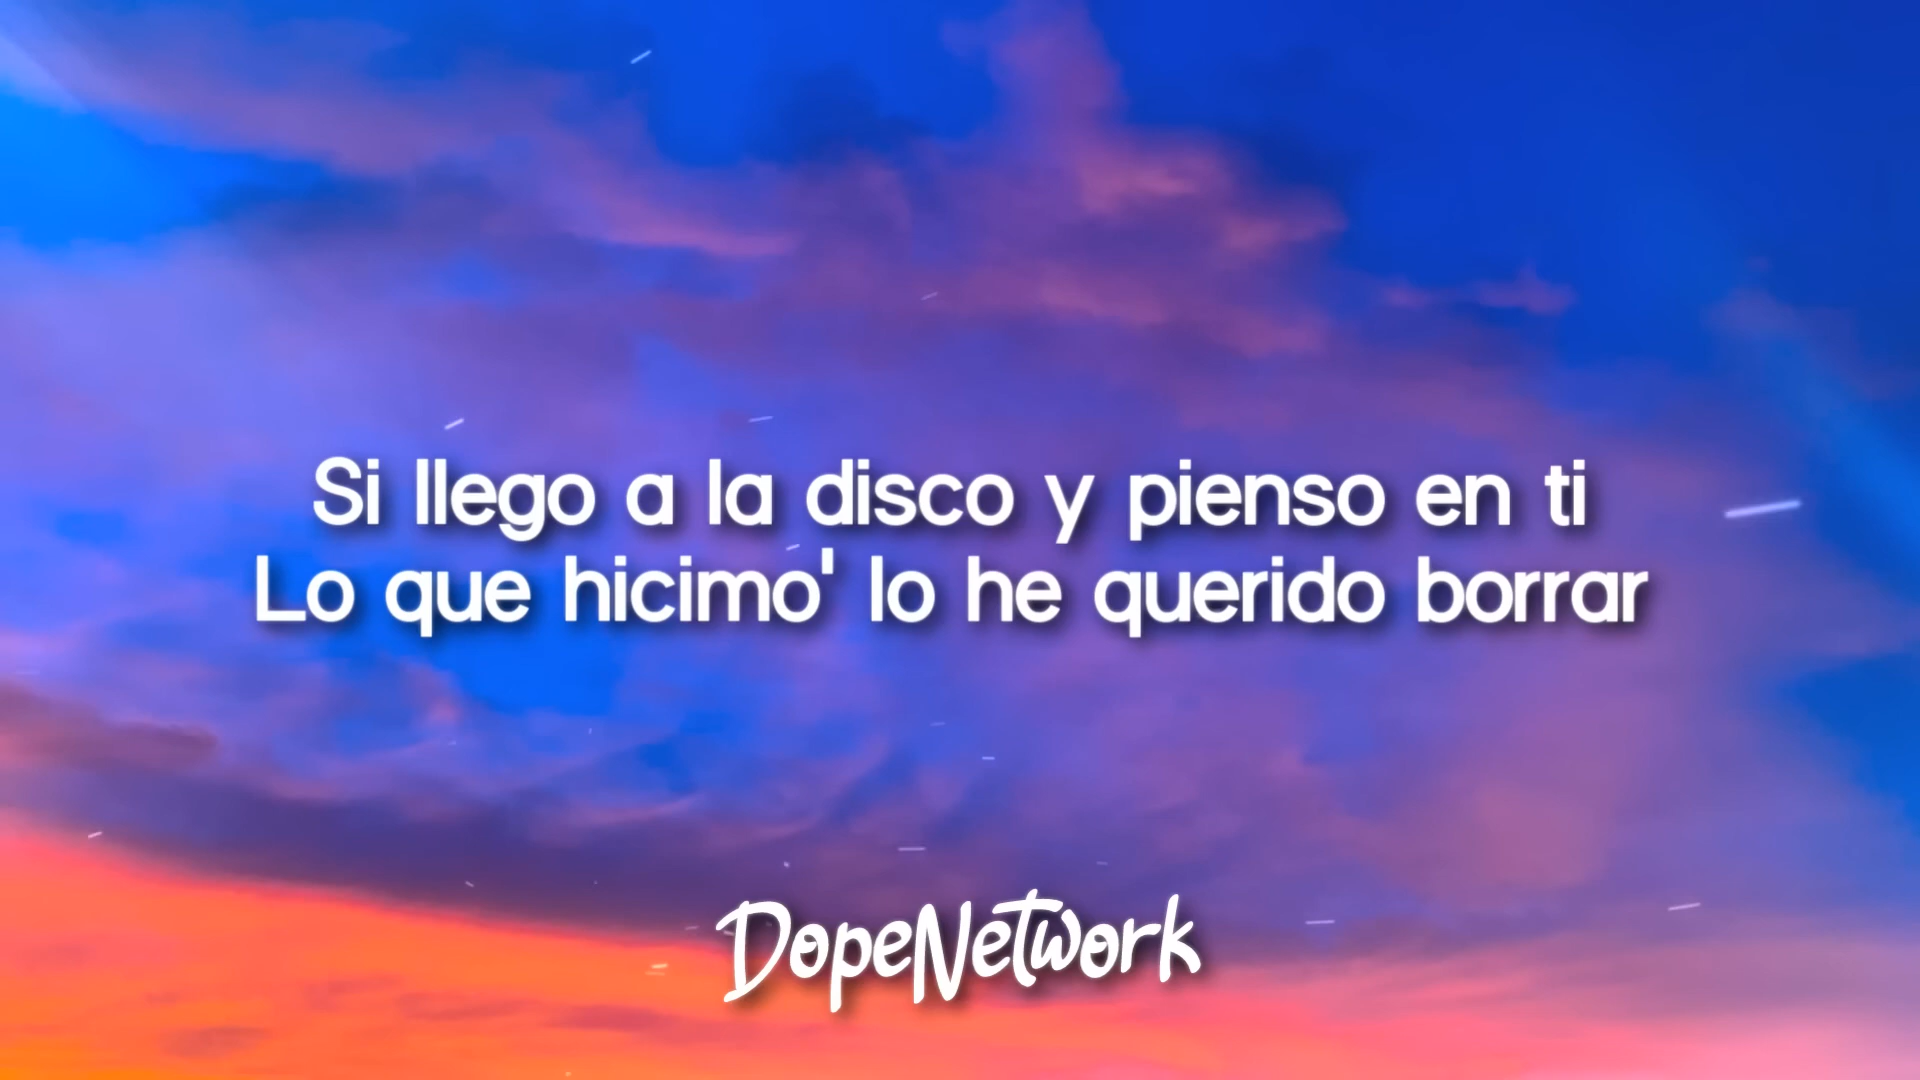 Si llego a la disco y pienso en ti
Lo que hicimo' lo he querido borrar
DopeNetwork